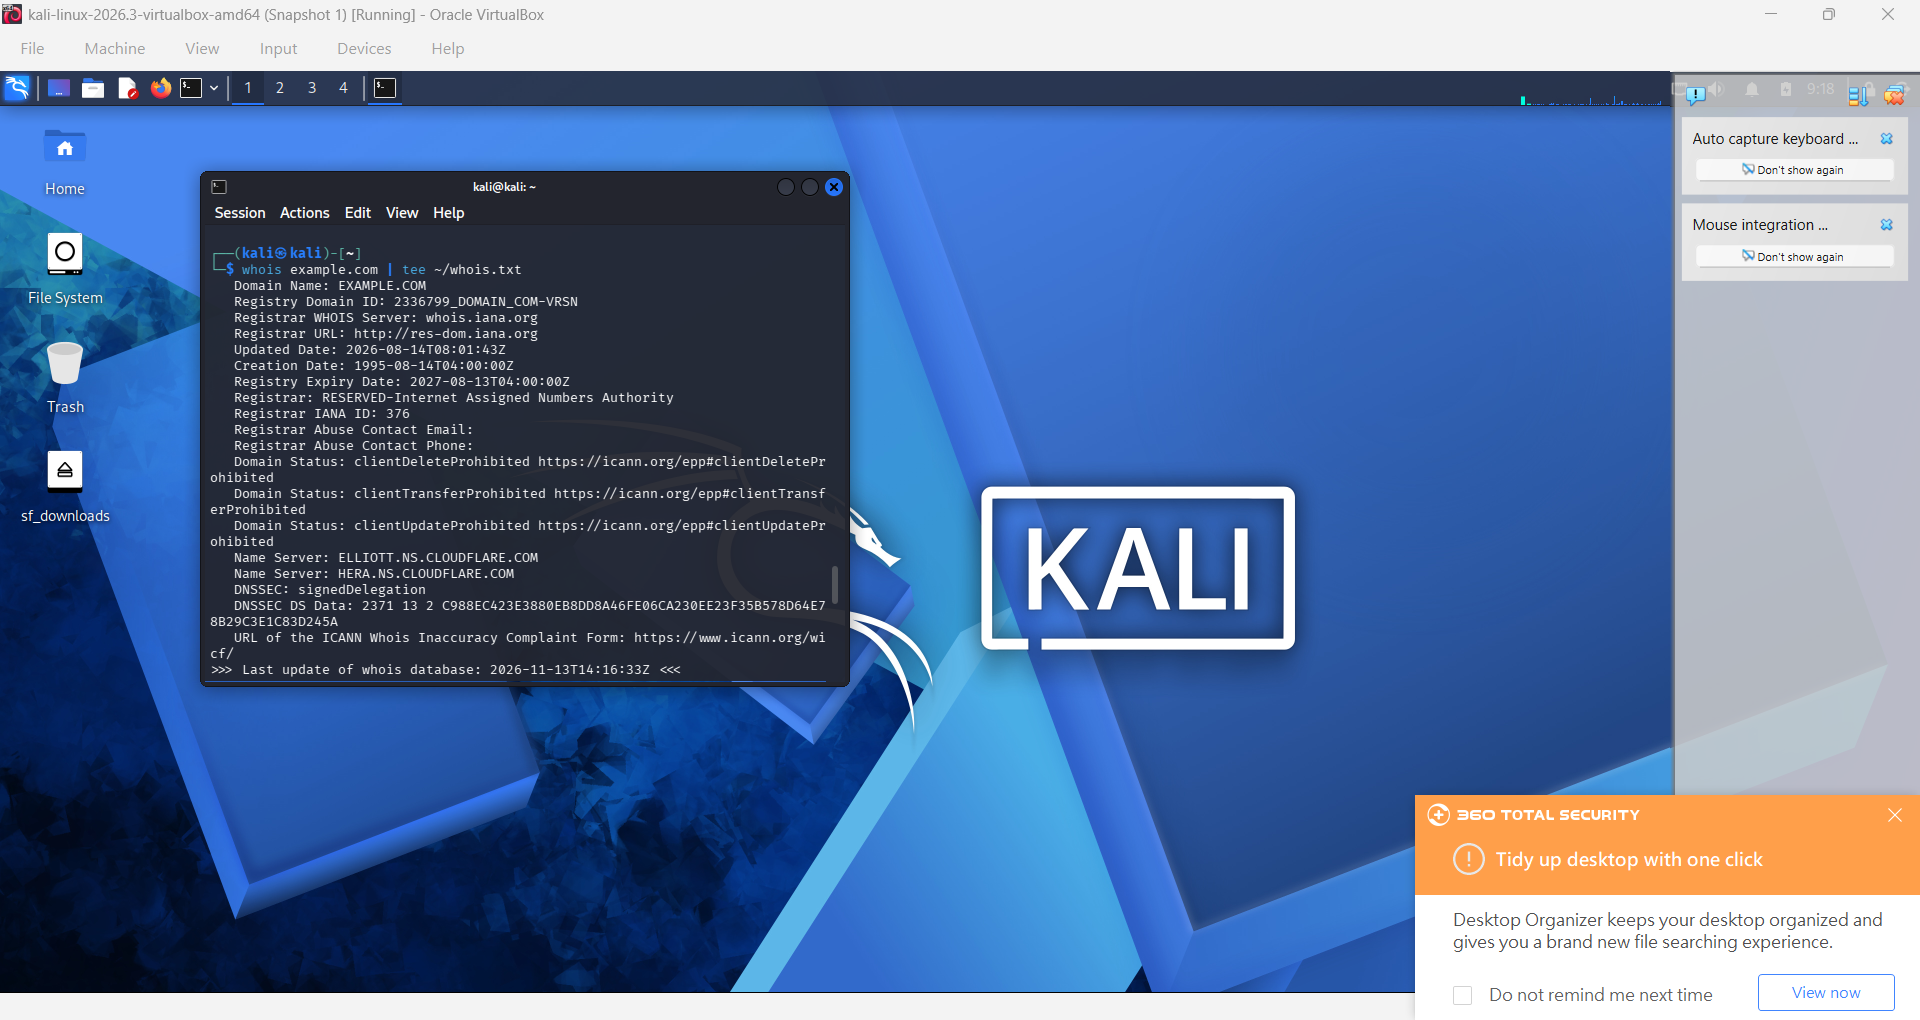 kali-linux-2026.3-virtualbox-amd64 (Snapshot 1) [Running] - Oracle VirtualBox
File Machine View Input Devices Help
1 2 3 4
9:18
Home
File System
Trash
sf_downloads
kali@kali: ~
Session Actions Edit View Help
┌──(kali㉿kali)-[~]
└─$ whois example.com | tee ~/whois.txt
Domain Name: EXAMPLE.COM
Registry Domain ID: 2336799_DOMAIN_COM-VRSN
Registrar WHOIS Server: whois.iana.org
Registrar URL: http://res-dom.iana.org
Updated Date: 2026-08-14T08:01:43Z
Creation Date: 1995-08-14T04:00:00Z
Registry Expiry Date: 2027-08-13T04:00:00Z
Registrar: RESERVED-Internet Assigned Numbers Authority
Registrar IANA ID: 376
Registrar Abuse Contact Email:
Registrar Abuse Contact Phone:
Domain Status: clientDeleteProhibited https://icann.org/epp#clientDeletePr
ohibited
Domain Status: clientTransferProhibited https://icann.org/epp#clientTransf
erProhibited
Domain Status: clientUpdateProhibited https://icann.org/epp#clientUpdatePr
ohibited
Name Server: ELLIOTT.NS.CLOUDFLARE.COM
Name Server: HERA.NS.CLOUDFLARE.COM
DNSSEC: signedDelegation
DNSSEC DS Data: 2371 13 2 C988EC423E3880EB8DD8A46FE06CA230EE23F35B578D64E7
8B29C3E1C83D245A
URL of the ICANN Whois Inaccuracy Complaint Form: https://www.icann.org/wi
cf/
>>> Last update of whois database: 2026-11-13T14:16:33Z <<<
KALI
Auto capture keyboard ...
Don't show again
Mouse integration ...
Don't show again
360 TOTAL SECURITY
Tidy up desktop with one click
Desktop Organizer keeps your desktop organized and
gives you a brand new file searching experience.
Do not remind me next time
View now